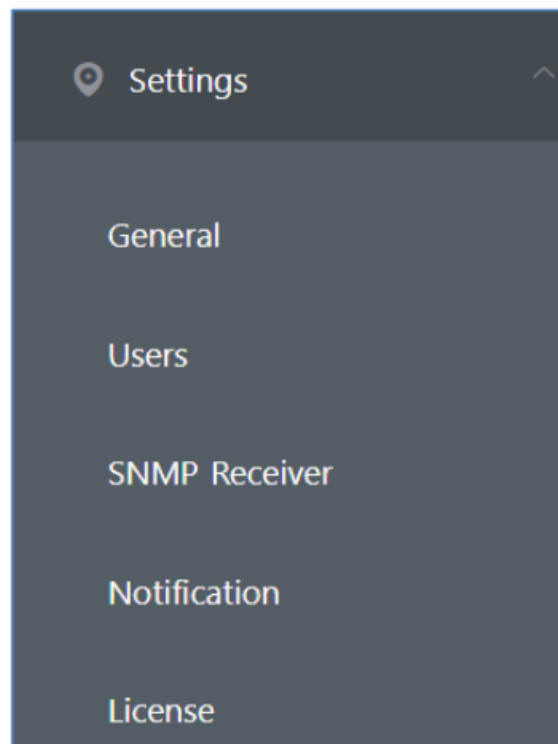 Settings
General
Users
SNMP Receiver
Notification
License